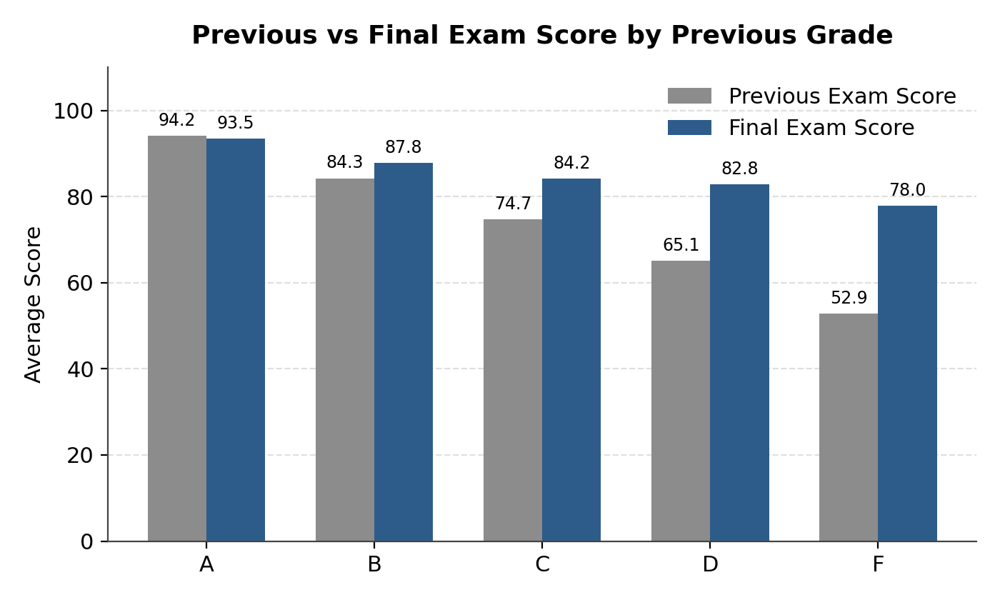 Previous vs Final Exam Score by Previous Grade
Previous Exam Score
Final Exam Score
Average Score
100
80
60
40
20
0
94.2
93.5
84.3
87.8
74.7
84.2
65.1
82.8
52.9
78.0
A
B
C
D
F